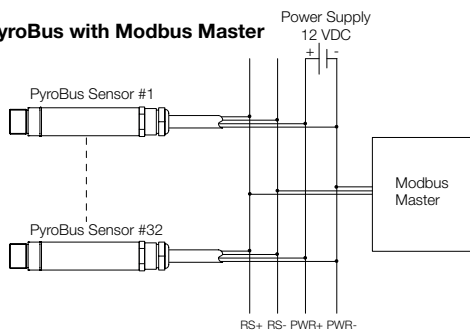 yroBus with Modbus Master
Power Supply
12 VDC
+ -
PyroBus Sensor #1
Modbus
Master
PyroBus Sensor #32
RS+ RS- PWR+ PWR-